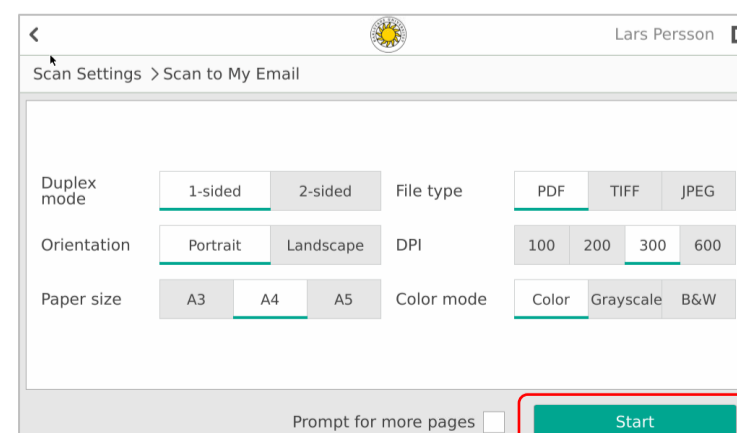 Lars Persson
Scan Settings > Scan to My Email
Duplex mode 1-sided 2-sided File type PDF TIFF JPEG
Orientation Portrait Landscape DPI 100 200 300 600
Paper size A3 A4 A5 Color mode Color Grayscale B&W
Prompt for more pages Start